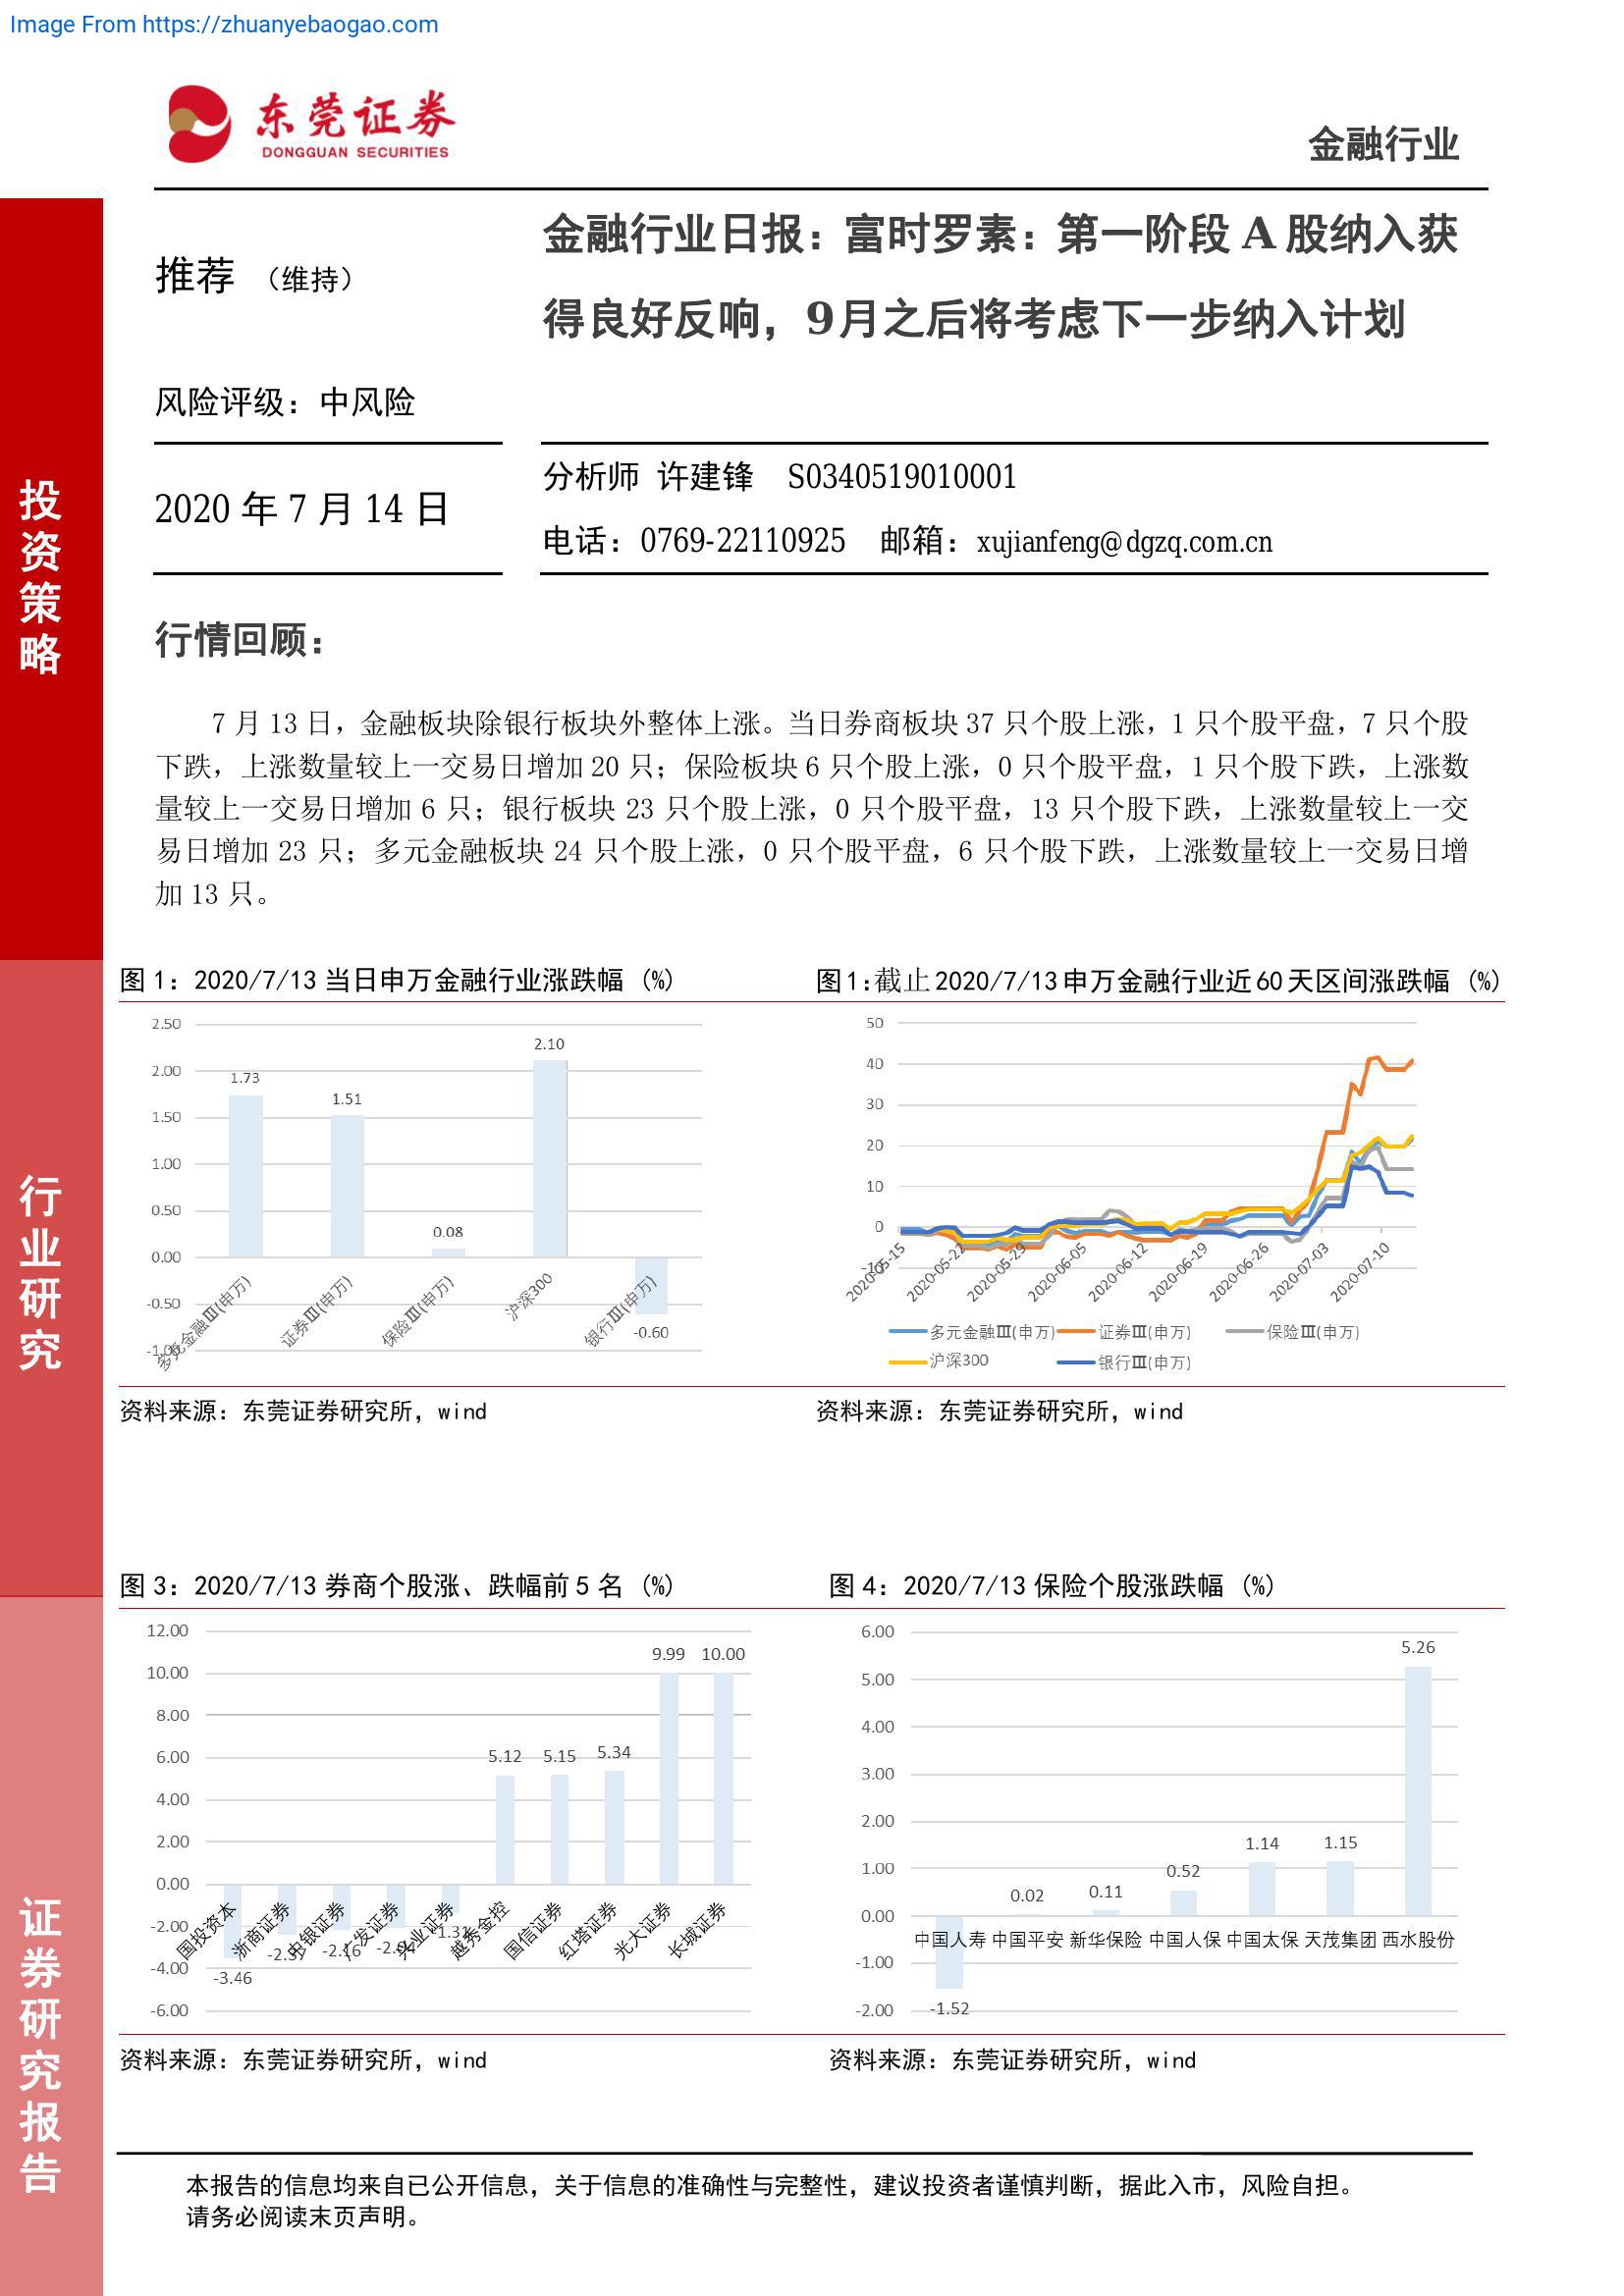 Image From https://zhuanyebaogao.com
东莞证券
DONGGUAN SECURITIES
金融行业
投资策略
行业研究
证券研究报告
推荐 （维持）
风险评级：中风险
2020 年 7 月 14 日
金融行业日报：富时罗素：第一阶段 A 股纳入获
得良好反响，9月之后将考虑下一步纳入计划
分析师 许建锋 S0340519010001
电话：0769-22110925 邮箱：xujianfeng@dgzq.com.cn
行情回顾：
7 月 13 日，金融板块除银行板块外整体上涨。当日券商板块 37 只个股上涨，1 只个股平盘，7 只个股
下跌，上涨数量较上一交易日增加 20 只；保险板块 6 只个股上涨，0 只个股平盘，1 只个股下跌，上涨数
量较上一交易日增加 6 只；银行板块 23 只个股上涨，0 只个股平盘，13 只个股下跌，上涨数量较上一交
易日增加 23 只；多元金融板块 24 只个股上涨，0 只个股平盘，6 只个股下跌，上涨数量较上一交易日增
加 13 只。
图 1：2020/7/13 当日申万金融行业涨跌幅 (%)
2.50
2.00
1.50
1.00
0.50
0.00
-0.50
-1.00
1.73
1.51
0.08
2.10
-0.60
多元金融Ⅲ(申万)
证券Ⅲ(申万)
保险Ⅲ(申万)
沪深300
银行Ⅲ(申万)
资料来源：东莞证券研究所，wind
图 1：截止 2020/7/13 申万金融行业近 60 天区间涨跌幅 (%)
50
40
30
20
10
0
-10
2020-05-15
2020-05-22
2020-05-29
2020-06-05
2020-06-12
2020-06-19
2020-06-26
2020-07-03
2020-07-10
多元金融Ⅲ(申万) 证券Ⅲ(申万) 保险Ⅲ(申万)
沪深300 银行Ⅲ(申万)
资料来源：东莞证券研究所，wind
图 3：2020/7/13 券商个股涨、跌幅前 5 名 (%)
12.00
10.00
8.00
6.00
4.00
2.00
0.00
-2.00
-4.00
-6.00
-3.46
-2.37
-2.16
5.12
5.15
5.34
9.99
10.00
国投资本
浙商证券
中银证券
广发证券
兴业证券
越秀金控
国信证券
红塔证券
光大证券
长城证券
资料来源：东莞证券研究所，wind
图 4：2020/7/13 保险个股涨跌幅 (%)
6.00
5.00
4.00
3.00
2.00
1.00
0.00
-1.00
-2.00
-1.52
0.02
0.11
0.52
1.14
1.15
5.26
中国人寿 中国平安 新华保险 中国人保 中国太保 天茂集团 西水股份
资料来源：东莞证券研究所，wind
本报告的信息均来自已公开信息，关于信息的准确性与完整性，建议投资者谨慎判断，据此入市，风险自担。
请务必阅读末页声明。